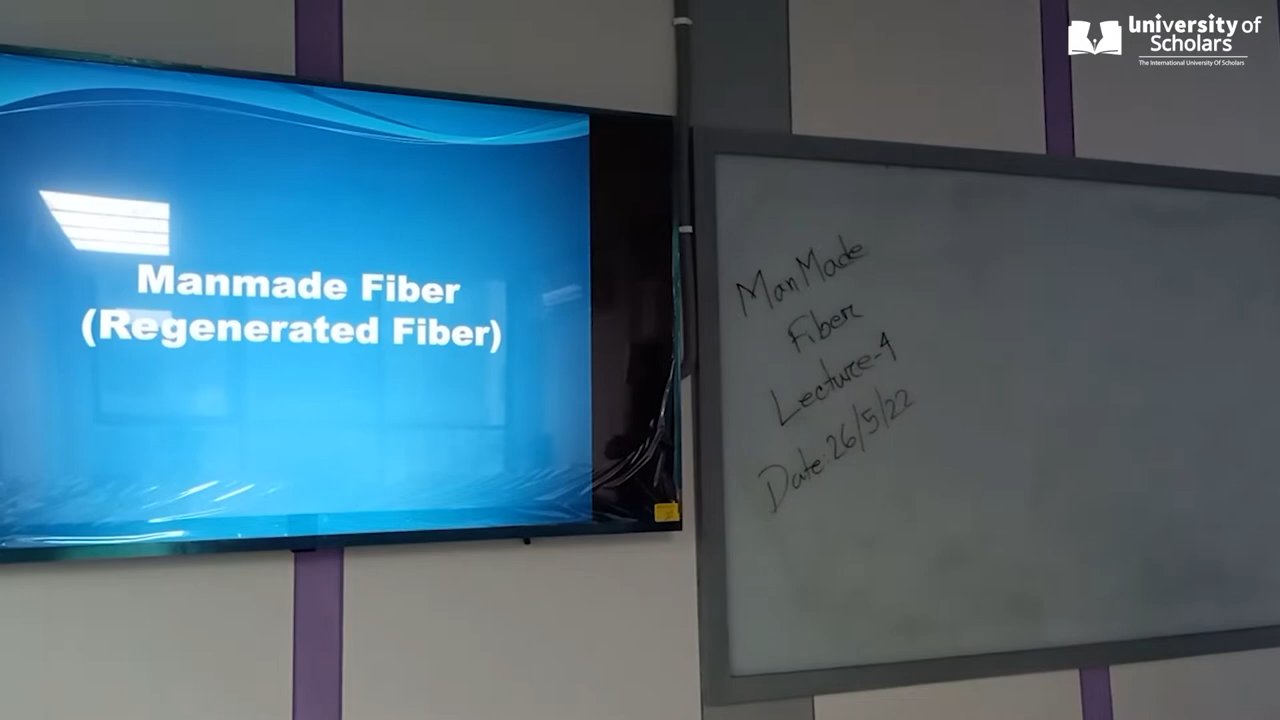 Manmade Fiber
(Regenerated Fiber)
ManMade
Fiber
Lecture-4
Date:26/5/22
University of
Scholars
The International University Of Scholars